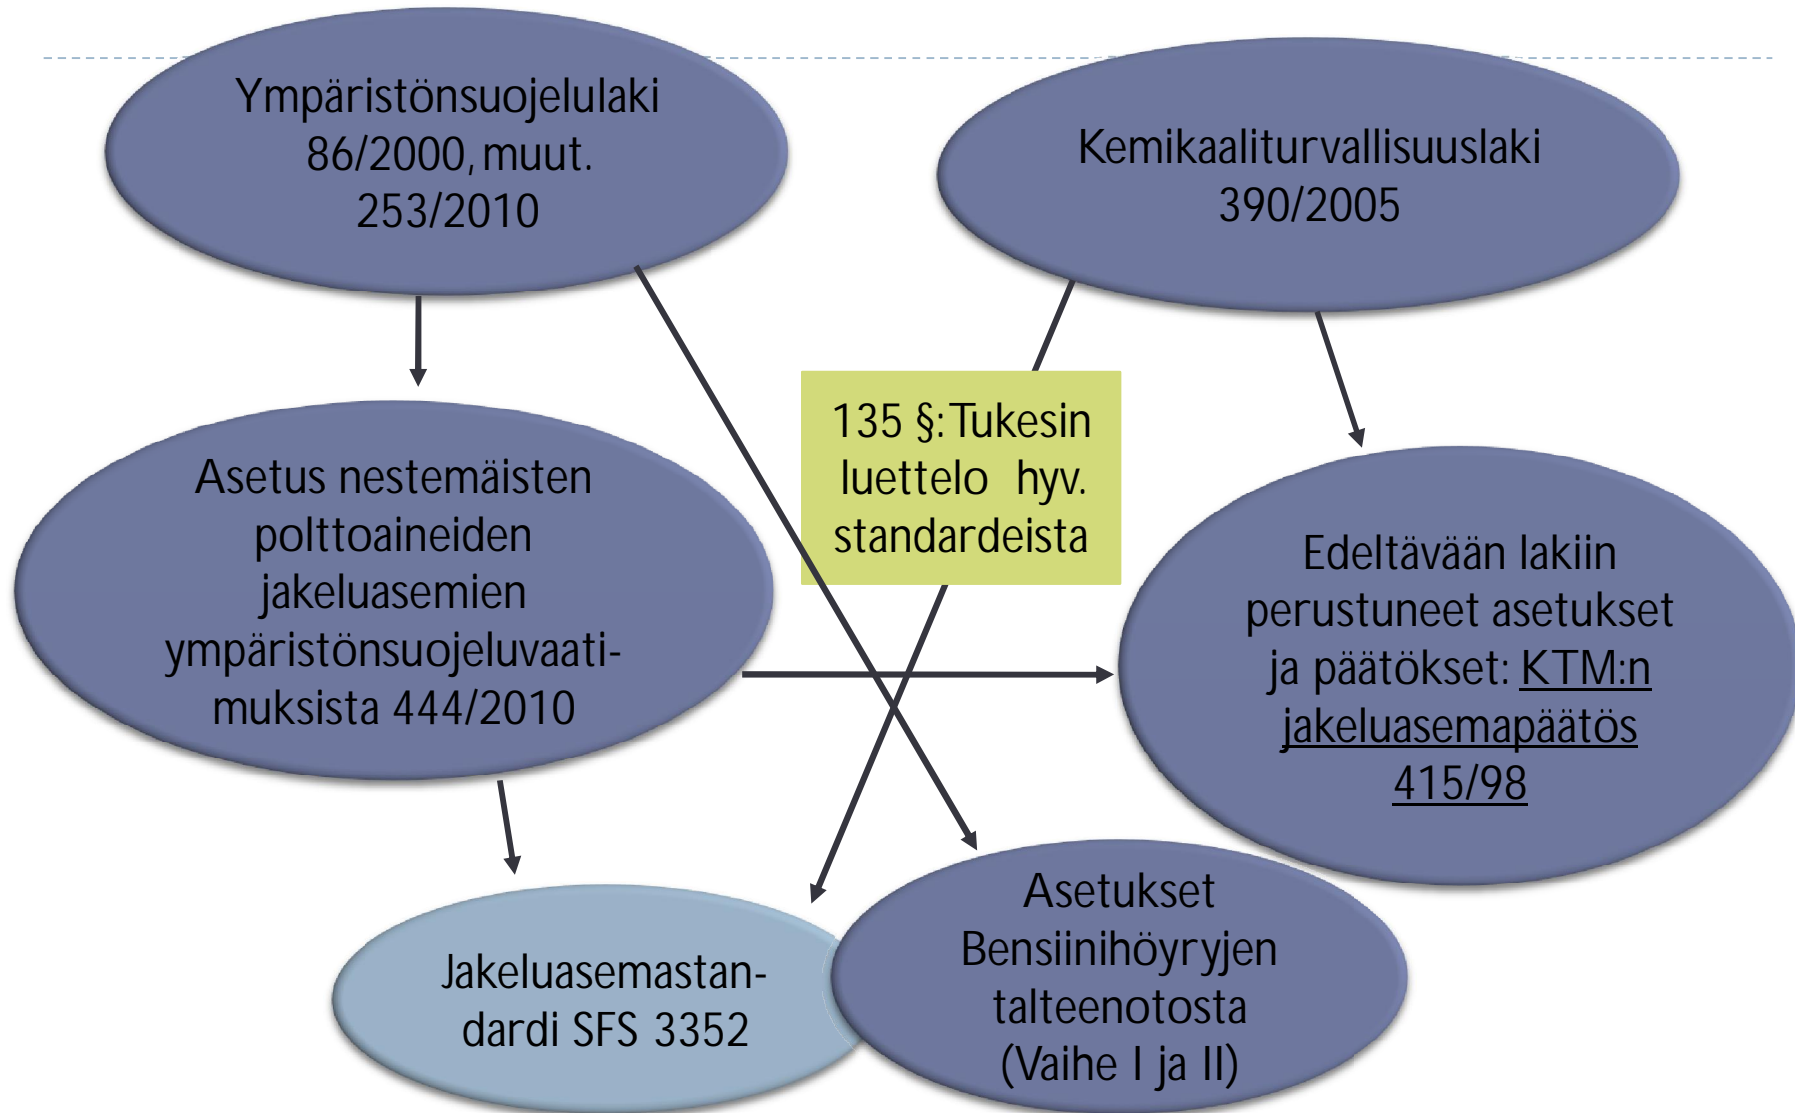 Ympäristönsuojelulaki
86/2000, muut.
253/2010
Kemikaaliturvallisuuslaki
390/2005
135 §: Tukesin
luettelo hyv.
standardeista
Asetus nestemäisten
polttoaineiden
jakeluasemien
ympäristönsuojeluvaati-
muksista 444/2010
Edeltävään lakiin
perustuneet asetukset
ja päätökset: KTM:n
jakeluasemapäätös
415/98
Jakeluasemastan-
dardi SFS 3352
Asetukset
Bensiinihöyryjen
talteenotosta
(Vaihe I ja II)